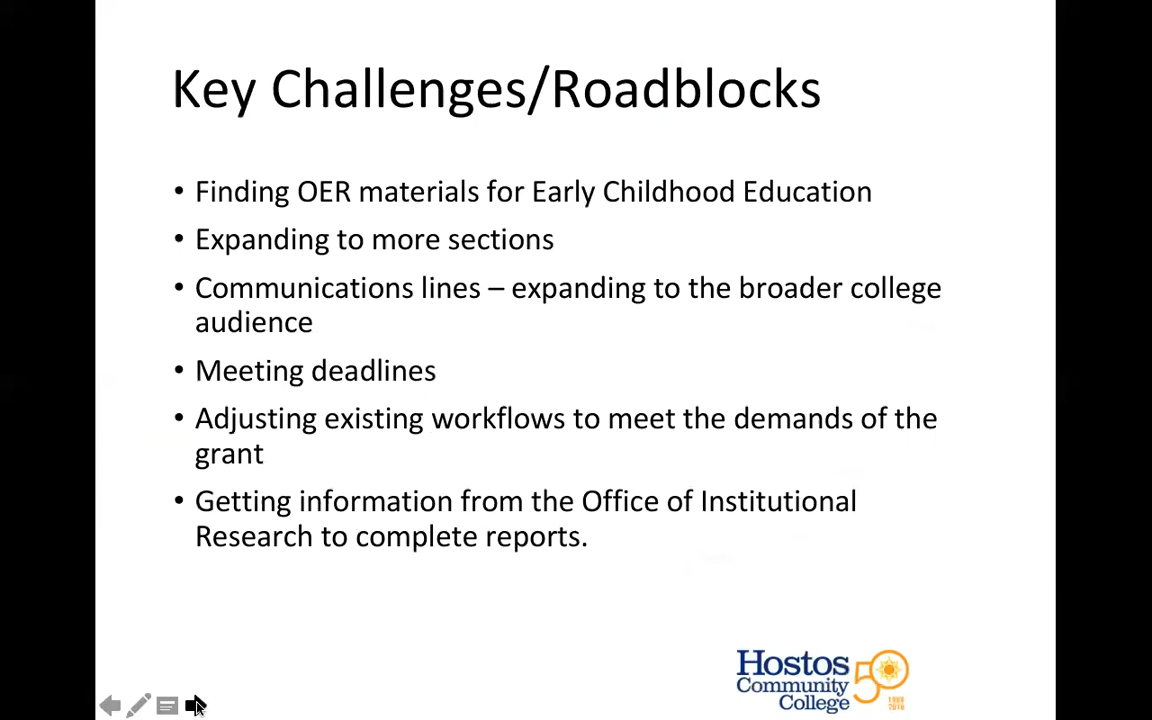 Key Challenges/Roadblocks
• Finding OER materials for Early Childhood Education
• Expanding to more sections
• Communications lines – expanding to the broader college
audience
• Meeting deadlines
• Adjusting existing workflows to meet the demands of the
grant
• Getting information from the Office of Institutional
Research to complete reports.
Hostos
Community
College
50